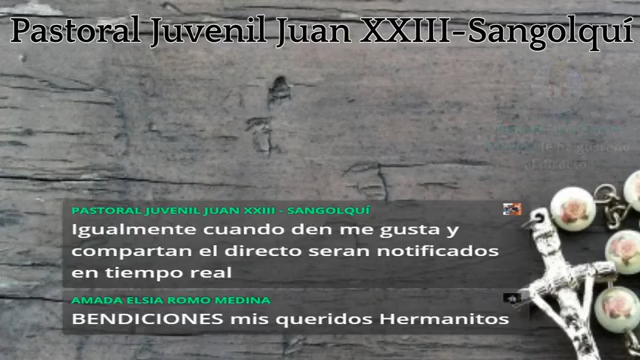 Pastoral Juvenil Juan XXIII-Sangolquí
PASTORAL JUVENIL JUAN XXIII - SANGOLQUÍ
Igualmente cuando den me gusta y
compartan el directo seran notificados
en tiempo real
AMADA ELSIA ROMO MEDINA
BENDICIONES mis queridos Hermanitos